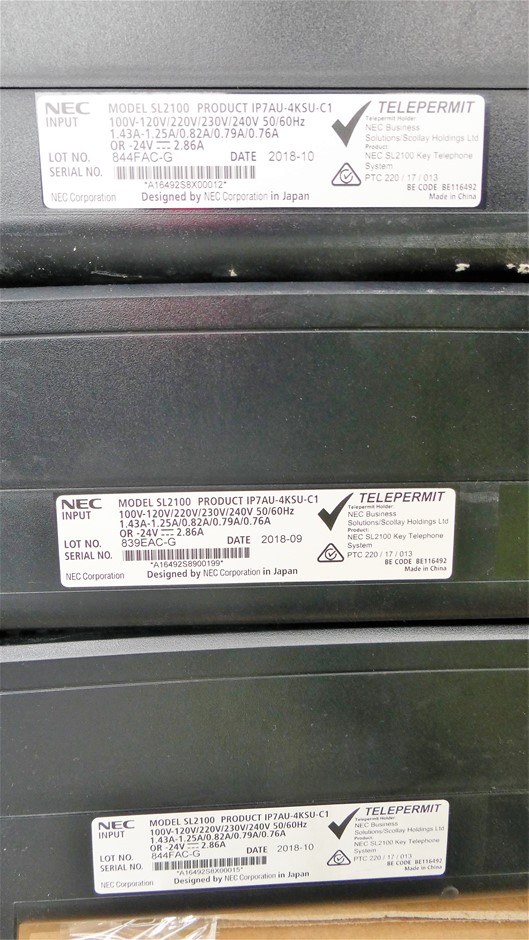 NEC MODEL SL2100 PRODUCT IP7AU-4KSU-C1
INPUT 100V-120V/220V/230V/240V 50/60Hz
1.43A-1.25A/0.82A/0.79A/0.76A
OR -24V 2.86A
LOT NO. 844FAC-G DATE 2018-10
SERIAL NO.
*A16492S8X00012*
NEC Corporation Designed by NEC Corporation in Japan
TELEPERMIT
Telepermit Holder:
NEC Business
Solutions/Scollay Holdings Ltd
Product:
NEC SL2100 Key Telephone
System
PTC 220 / 17 / 013
BE CODE BE116492
Made in China
NEC MODEL SL2100 PRODUCT IP7AU-4KSU-C1
INPUT 100V-120V/220V/230V/240V 50/60Hz
1.43A-1.25A/0.82A/0.79A/0.76A
OR -24V 2.86A
LOT NO. 839EAC-G DATE 2018-09
SERIAL NO.
*A16492S8900199*
NEC Corporation Designed by NEC Corporation in Japan
TELEPERMIT
Telepermit Holder:
NEC Business
Solutions/Scollay Holdings Ltd
Product:
NEC SL2100 Key Telephone
System
PTC 220 / 17 / 013
BE CODE BE116492
Made in China
NEC MODEL SL2100 PRODUCT IP7AU-4KSU-C1
INPUT 100V-120V/220V/230V/240V 50/60Hz
1.43A-1.25A/0.82A/0.79A/0.76A
OR -24V 2.86A
LOT NO. 844FAC-G DATE 2018-10
SERIAL NO.
*A16492S8X00015*
NEC Corporation Designed by NEC Corporation in Japan
TELEPERMIT
Telepermit Holder:
NEC Business
Solutions/Scollay Holdings Ltd
Product:
NEC SL2100 Key Telephone
System
PTC 220 / 17 / 013
BE CODE BE116492
Made in China